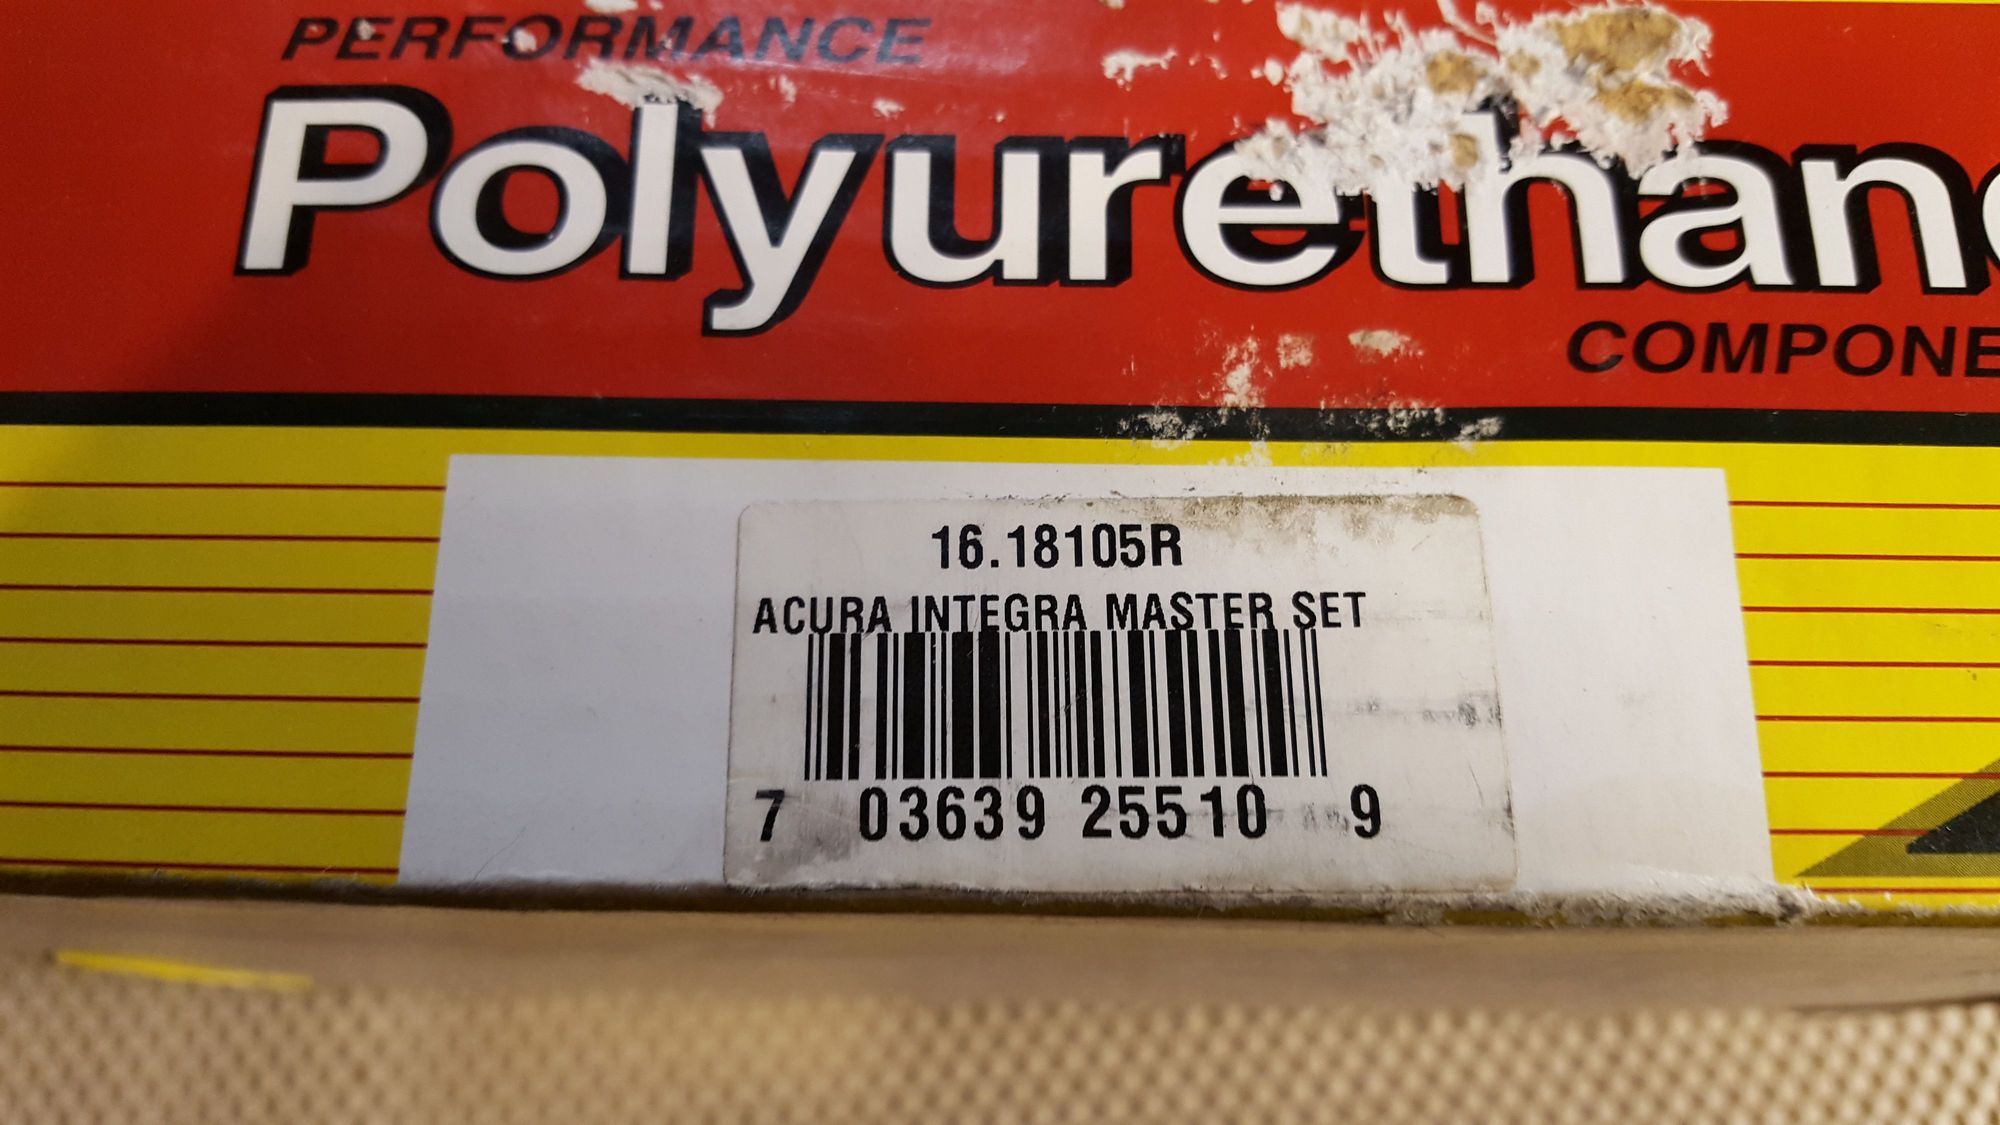 PERFORMANCE
Polyurethane
COMPONE
16.18105R
ACURA INTEGRA MASTER SET
7 03639 25510 9